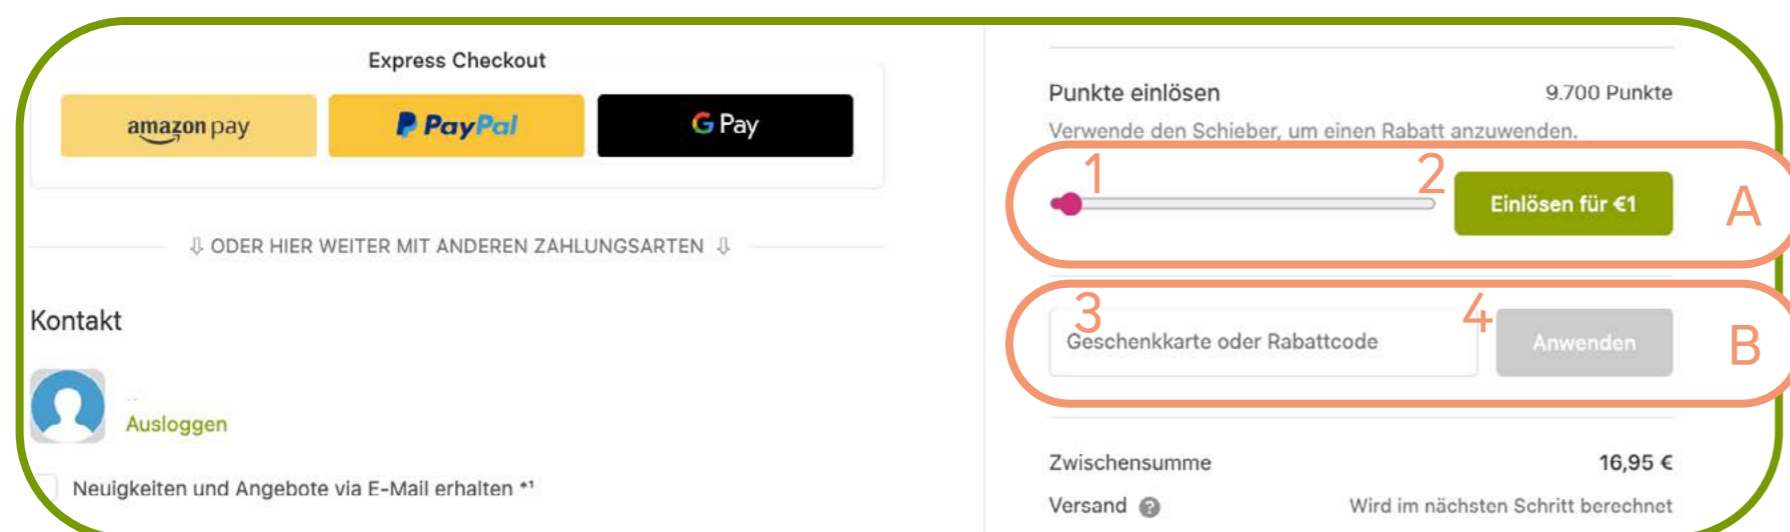 Express Checkout
amazon pay
PayPal
G Pay
⇩ ODER HIER WEITER MIT ANDEREN ZAHLUNGSARTEN ⇩
Kontakt
Ausloggen
Neuigkeiten und Angebote via E-Mail erhalten *¹
Punkte einlösen 9.700 Punkte
Verwende den Schieber, um einen Rabatt anzuwenden.
1 2
Einlösen für €1 A
3 4
Geschenkkarte oder Rabattcode Anwenden B
Zwischensumme 16,95 €
Versand ? Wird im nächsten Schritt berechnet